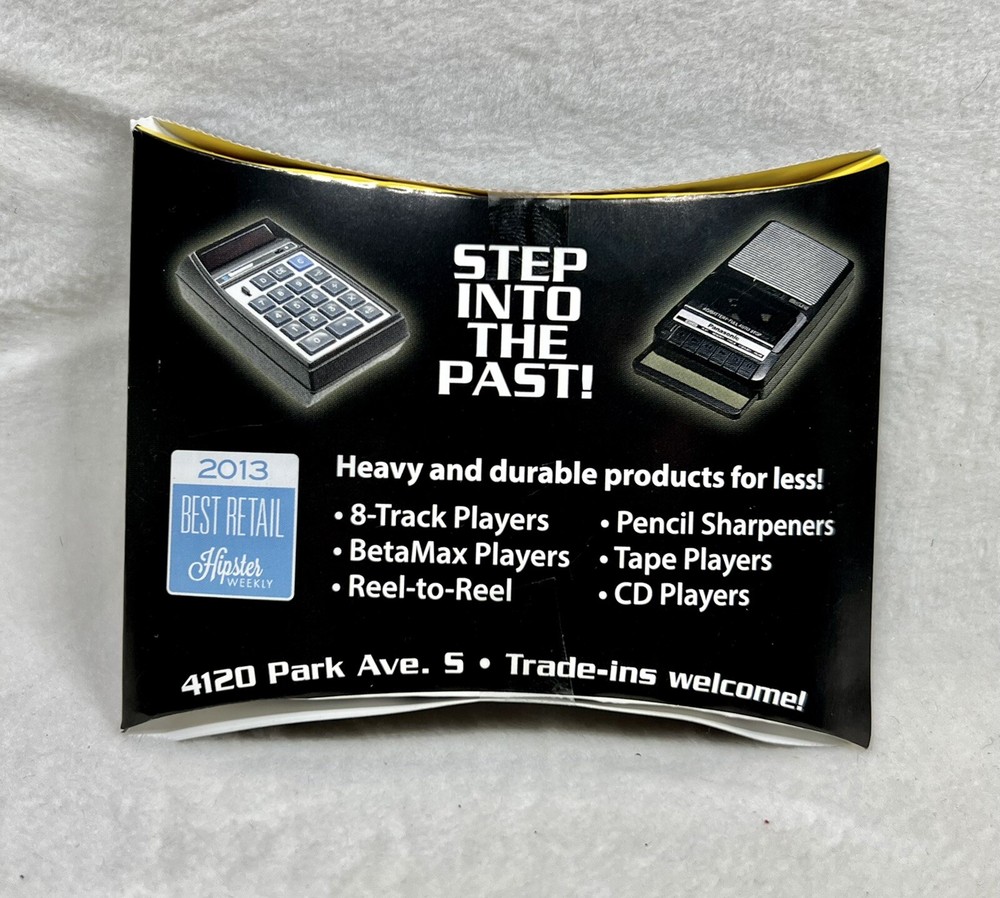 STEP
INTO
THE
PAST!
Panasonic
2013
BEST RETAIL
Hipster
WEEKLY
Heavy and durable products for less!
• 8-Track Players
• BetaMax Players
• Reel-to-Reel
• Pencil Sharpeners
• Tape Players
• CD Players
4120 Park Ave. S • Trade-ins welcome!